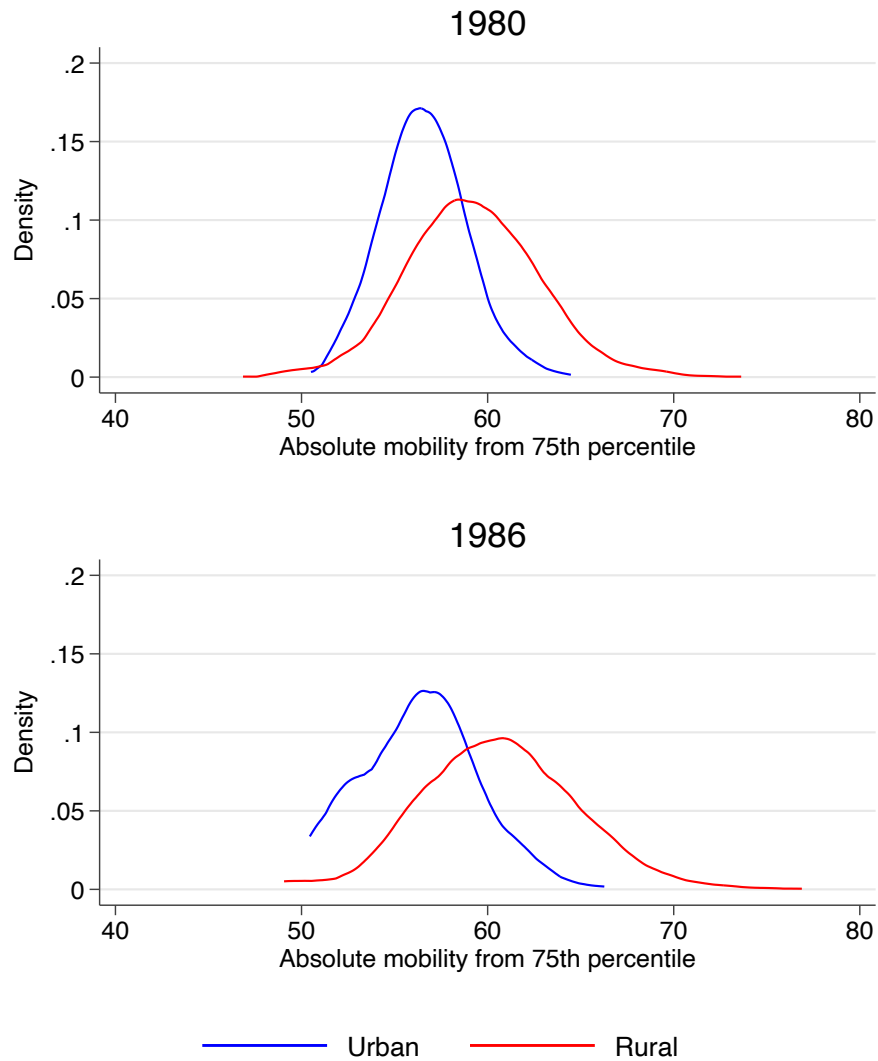 1980
Density
.2
.15
.1
.05
0
40 50 60 70 80
Absolute mobility from 75th percentile
1986
Density
.2
.15
.1
.05
0
40 50 60 70 80
Absolute mobility from 75th percentile
Urban Rural